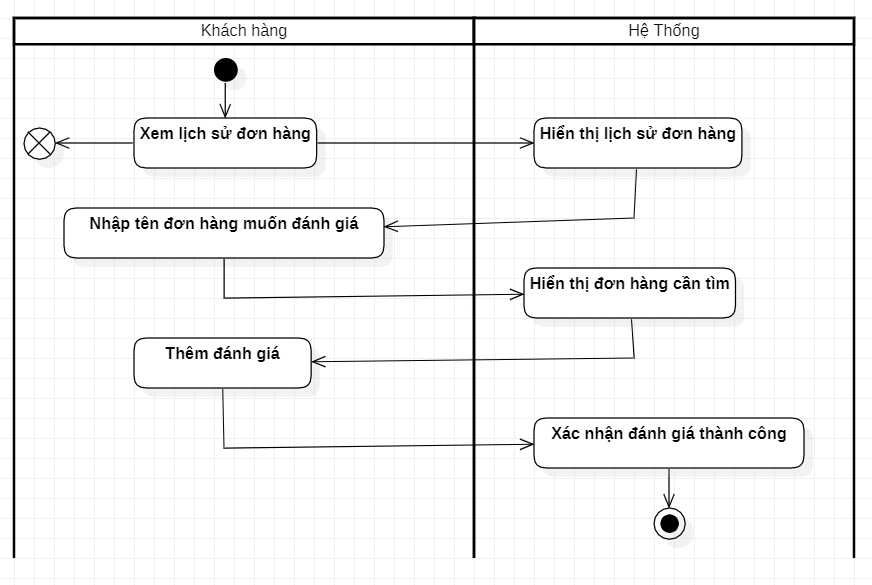 Khách hàng
Hệ Thống
Xem lịch sử đơn hàng
Hiển thị lịch sử đơn hàng
Nhập tên đơn hàng muốn đánh giá
Hiển thị đơn hàng cần tìm
Thêm đánh giá
Xác nhận đánh giá thành công